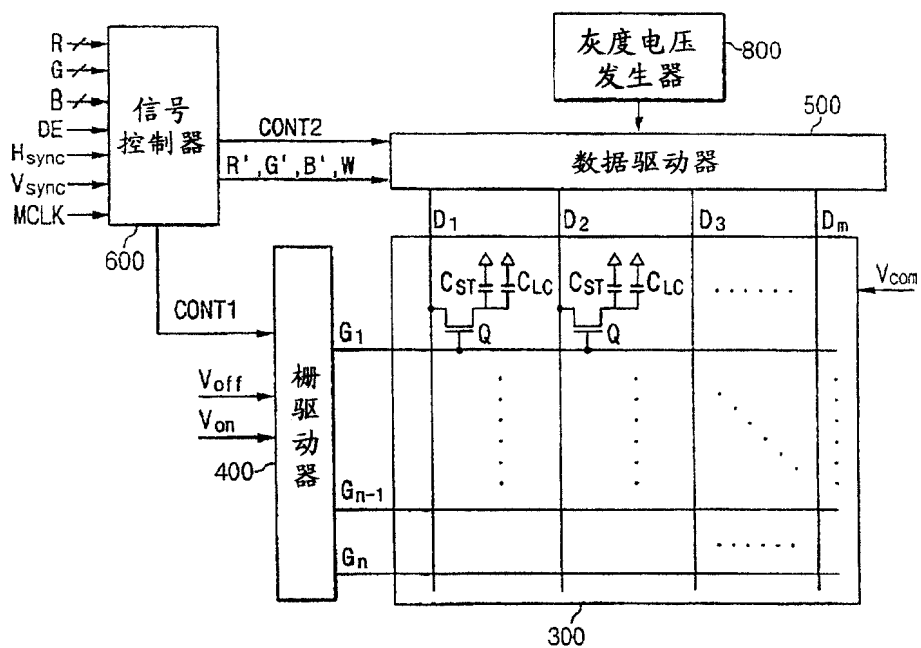 R
G
B
DE
Hsync
Vsync
MCLK
信号
控制器
600
灰度电压
发生器
800
CONT2
R',G',B',W
数据驱动器
500
D1 D2 D3 Dm
CONT1
Voff
Von
400
栅驱动器
CST CLC CST CLC
Vcom
Q Q
G1
Gn-1
Gn
300